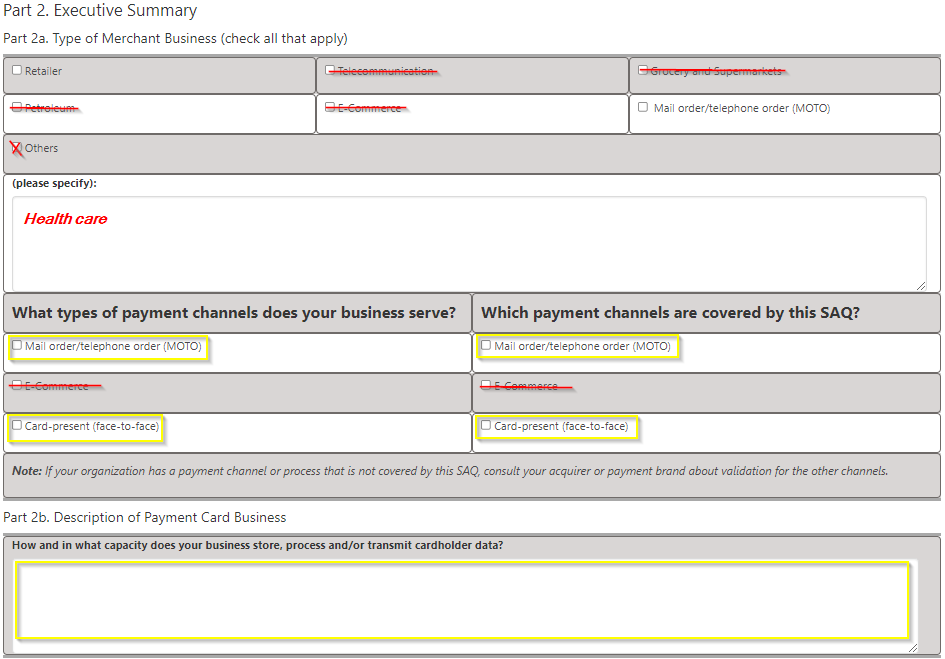 Part 2. Executive Summary
Part 2a. Type of Merchant Business (check all that apply)
Retailer
Telecommunication
Grocery and Supermarkets
Petroleum
E-Commerce
Mail order/telephone order (MOTO)
Others
(please specify):
Health care
What types of payment channels does your business serve?
Which payment channels are covered by this SAQ?
Mail order/telephone order (MOTO)
Mail order/telephone order (MOTO)
E-Commerce
E-Commerce
Card-present (face-to-face)
Card-present (face-to-face)
Note: If your organization has a payment channel or process that is not covered by this SAQ, consult your acquirer or payment brand about validation for the other channels.
Part 2b. Description of Payment Card Business
How and in what capacity does your business store, process and/or transmit cardholder data?